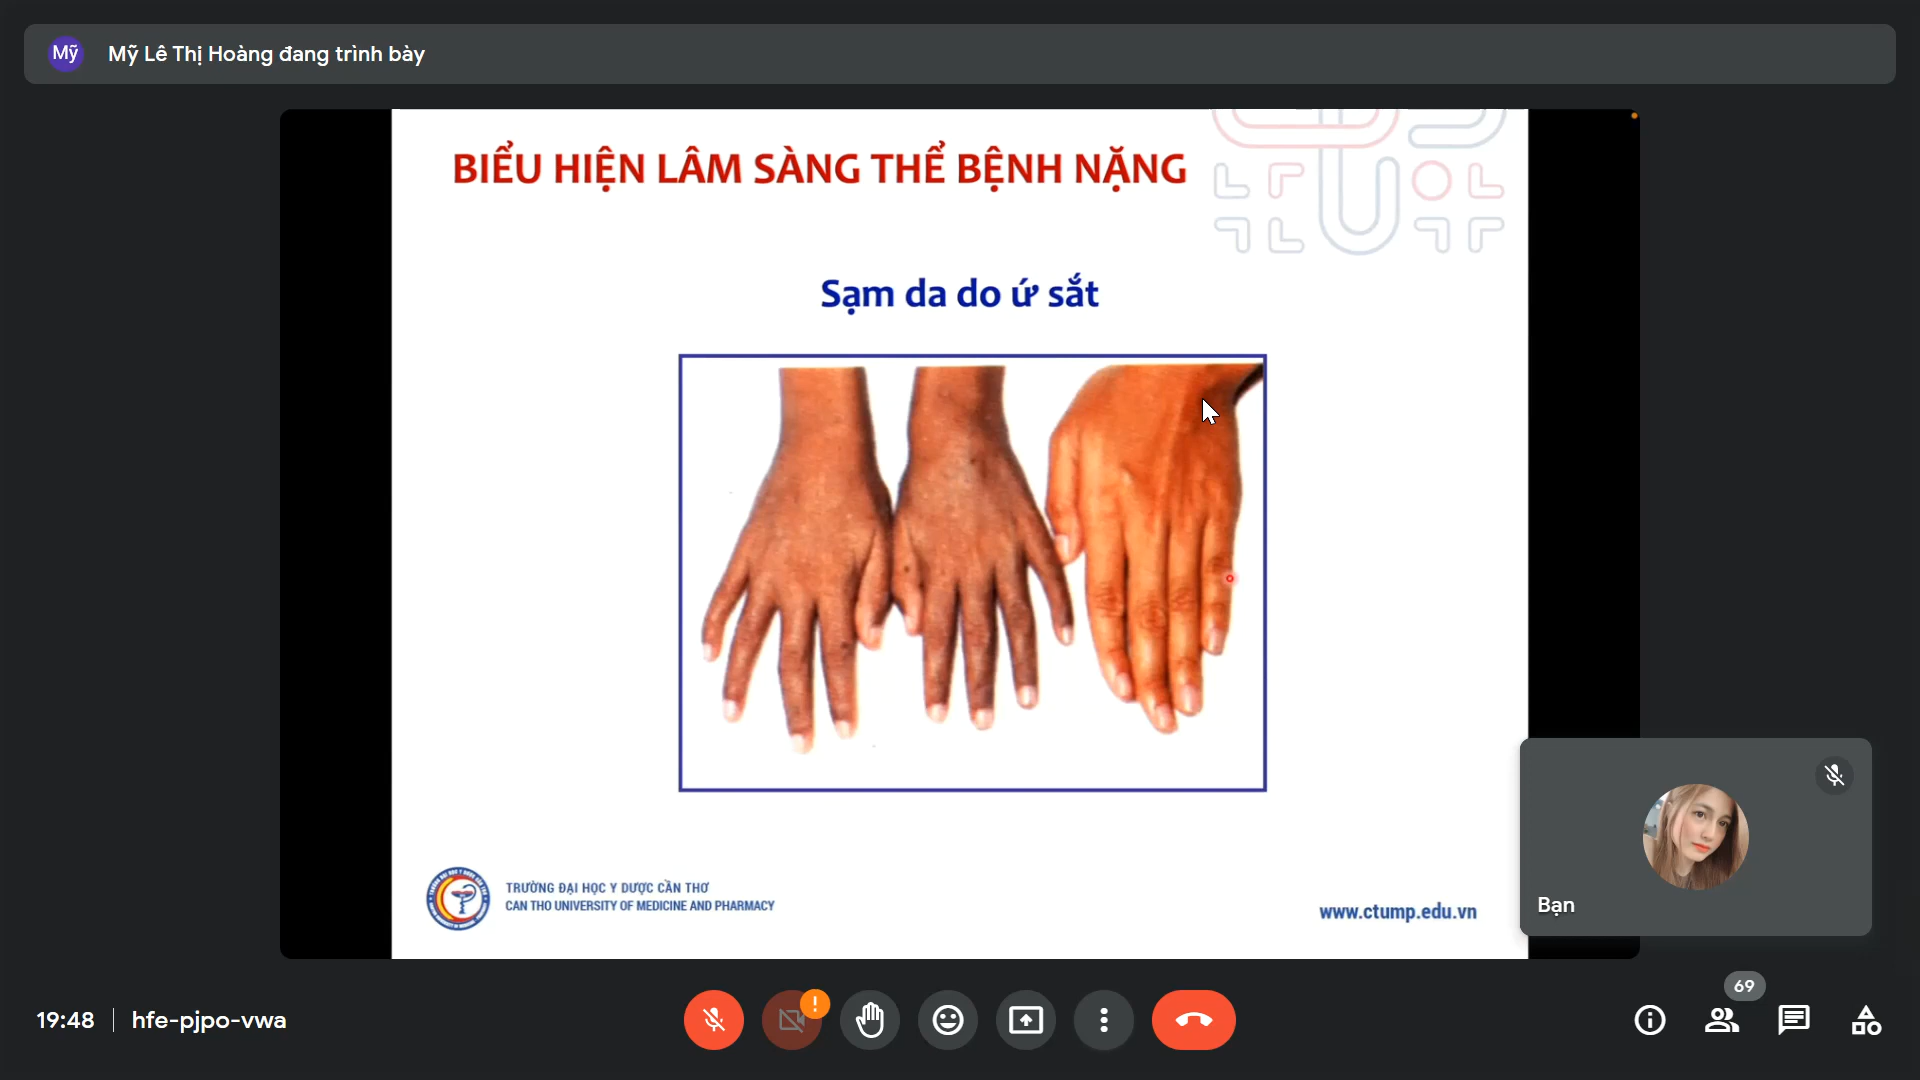 Mỹ Mỹ Lê Thị Hoàng đang trình bày
BIỂU HIỆN LÂM SÀNG THỂ BỆNH NẶNG
Sạm da do ứ sắt
TRƯỜNG ĐẠI HỌC Y DƯỢC CẦN THƠ
CAN THO UNIVERSITY OF MEDICINE AND PHARMACY
www.ctump.edu.vn
Bạn
69
19:48 hfe-pjpo-vwa